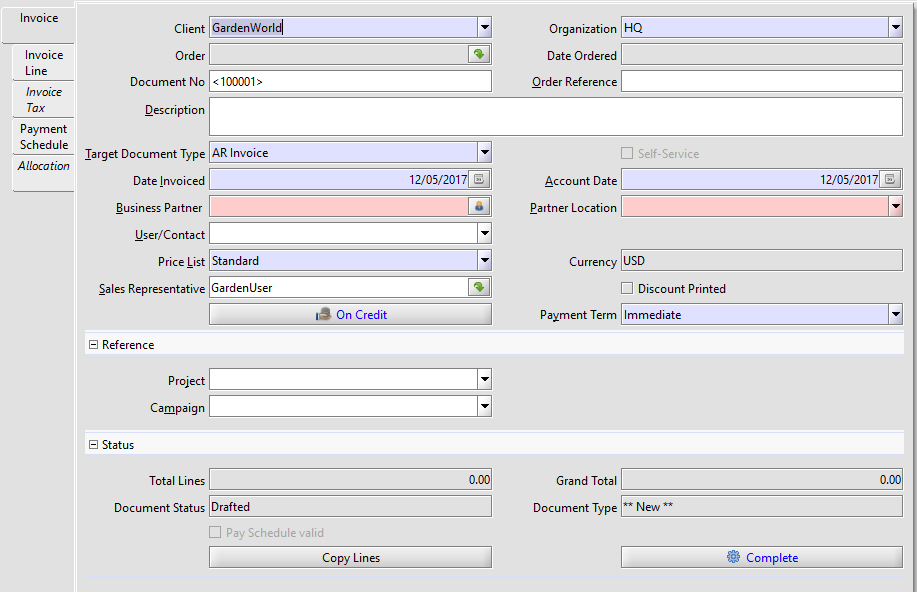 Invoice
Invoice
Line
Invoice
Tax
Payment
Schedule
Allocation
Client GardenWorld Organization HQ
Order Date Ordered
Document No <100001> Order Reference
Description
Target Document Type AR Invoice Self-Service
Date Invoiced 12/05/2017 Account Date 12/05/2017
Business Partner Partner Location
User/Contact
Price List Standard Currency USD
Sales Representative GardenUser Discount Printed
On Credit Payment Term Immediate
Reference
Project
Campaign
Status
Total Lines 0.00 Grand Total 0.00
Document Status Drafted Document Type ** New **
Pay Schedule valid
Copy Lines Complete